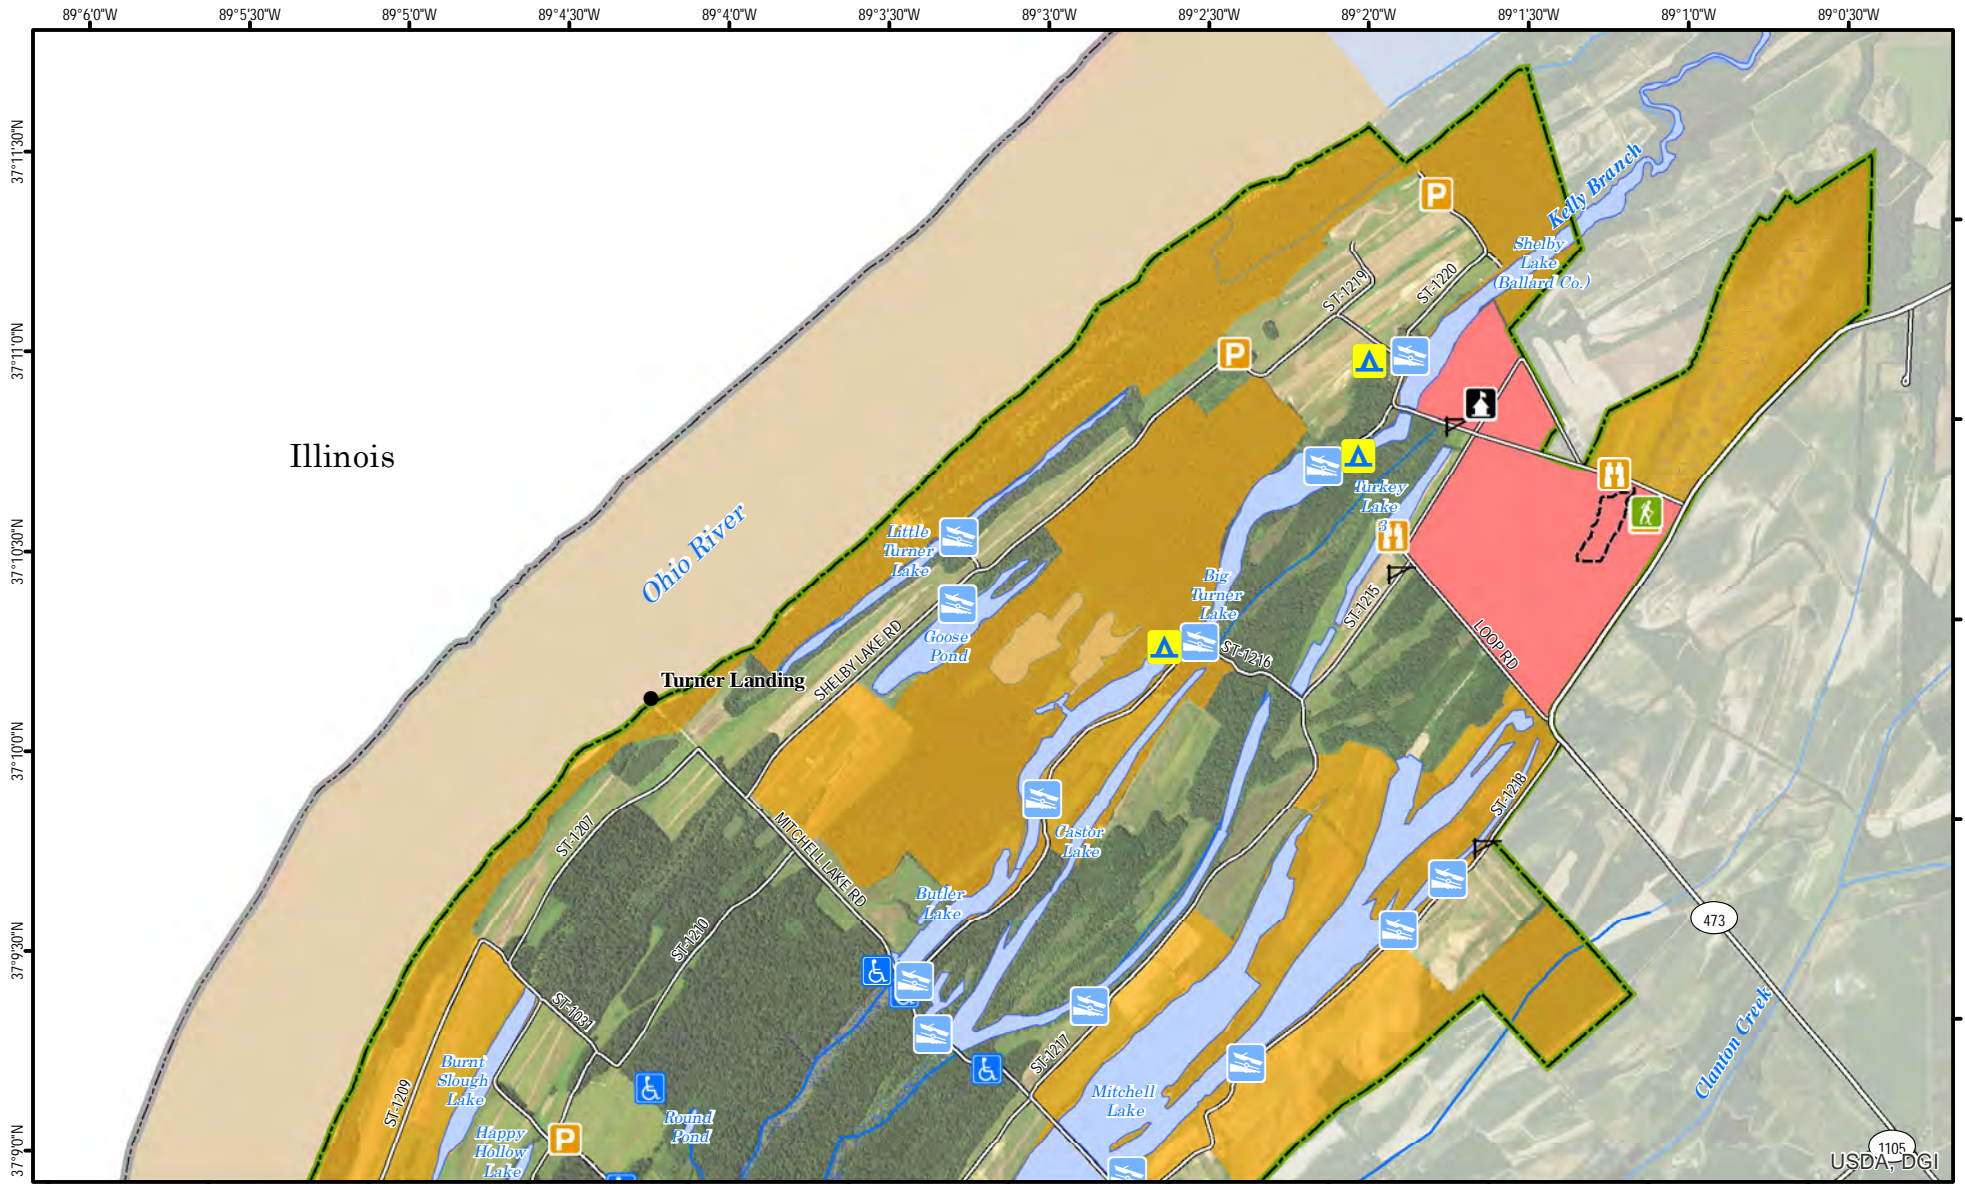 89°6'0"W
89°5'30"W
89°5'0"W
89°4'30"W
89°4'0"W
89°3'30"W
89°3'0"W
89°2'30"W
89°2'0"W
89°1'30"W
89°1'0"W
89°0'30"W
37°11'30"N
37°11'0"N
37°10'30"N
37°10'0"N
37°9'30"N
37°9'0"N
Kelly Branch
P
Shelby
Lake
(Ballard Co.)
ST-1219
ST-1220
P
Illinois
Ohio River
Turkey
Lake
3
Little
Turner
Lake
Big
Turner
Lake
ST-1215
Goose
Pond
SHELBY LAKE RD
ST-1216
LOOP RD
Turner Landing
ST-1207
MITCHELL LAKE RD
Castor
Lake
ST-1218
Butler
Lake
473
ST-1210
ST-1031
ST-1217
Clanton Creek
Burnt
Slough
Lake
ST-1209
Mitchell
Lake
Round
Pond
Happy
Hollow
Lake
P
1105
USDA, DGI